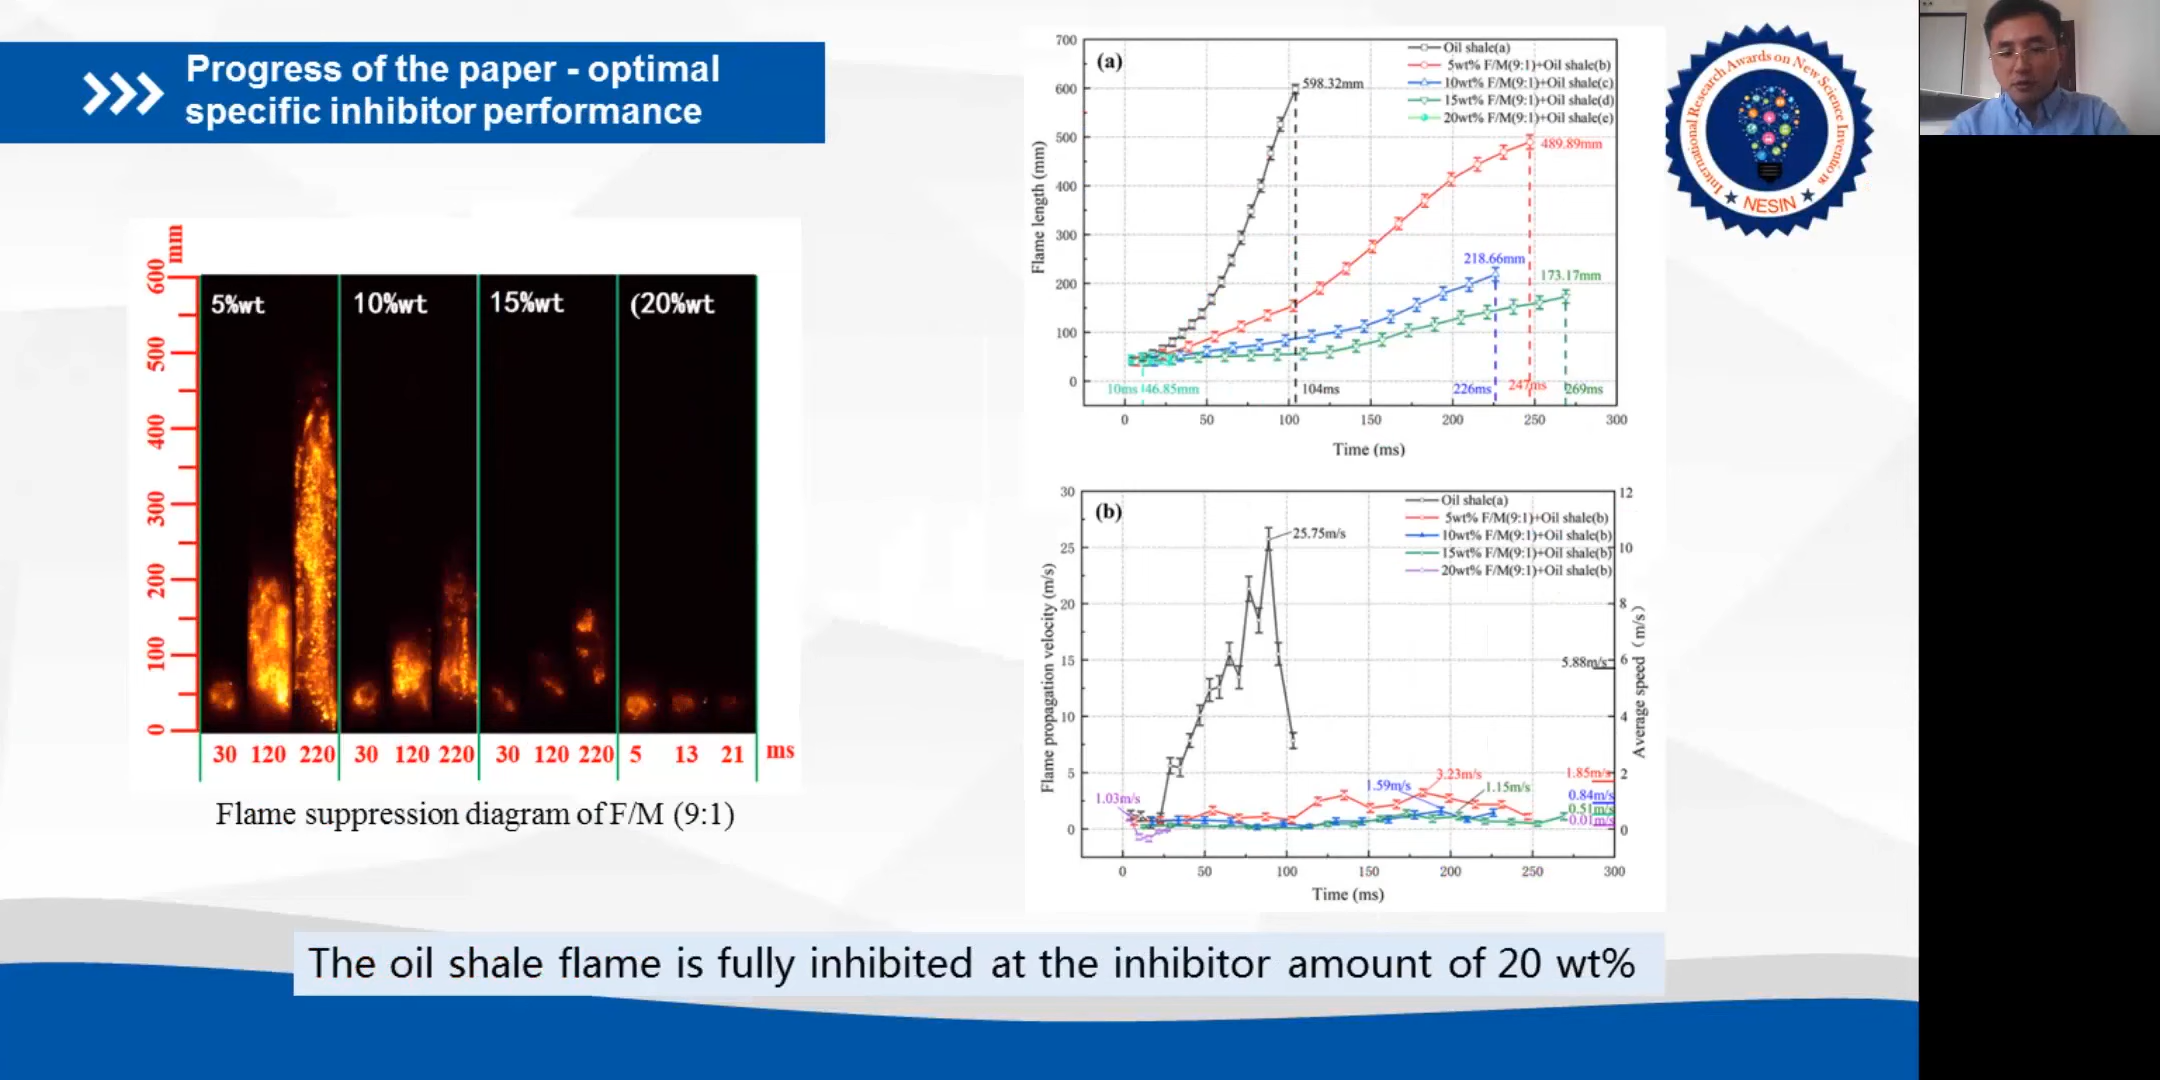 Progress of the paper - optimal
specific inhibitor performance
mm
600
500
400
300
200
100
0
5%wt
10%wt
15%wt
(20%wt
30 120 220 30 120 220 30 120 220 5 13 21 ms
Flame suppression diagram of F/M (9:1)
(a)
Oil shale(a)
5wt% F/M(9:1)+Oil shale(b)
10wt% F/M(9:1)+Oil shale(c)
15wt% F/M(9:1)+Oil shale(d)
20wt% F/M(9:1)+Oil shale(e)
Flame length (mm)
700
600
500
400
300
200
100
0
598.32mm
489.89mm
218.66mm
173.17mm
10ms 46.85mm
104ms
226ms
247ms
269ms
0 50 100 150 200 250 300
Time (ms)
(b)
Oil shale(a)
5wt% F/M(9:1)+Oil shale(b)
10wt% F/M(9:1)+Oil shale(b)
15wt% F/M(9:1)+Oil shale(b)
20wt% F/M(9:1)+Oil shale(b)
Flame propagation velocity (m/s)
30
25
20
15
10
5
0
25.75m/s
1.03m/s
1.59m/s
3.23m/s
1.15m/s
5.88m/s
1.85m/s
0.84m/s
0.51m/s
0.01m/s
12
10
8
6
4
2
0
Average speed ( m/s)
0 50 100 150 200 250 300
Time (ms)
International Research Awards on New Science Inventions
★ NESIN ★
The oil shale flame is fully inhibited at the inhibitor amount of 20 wt%